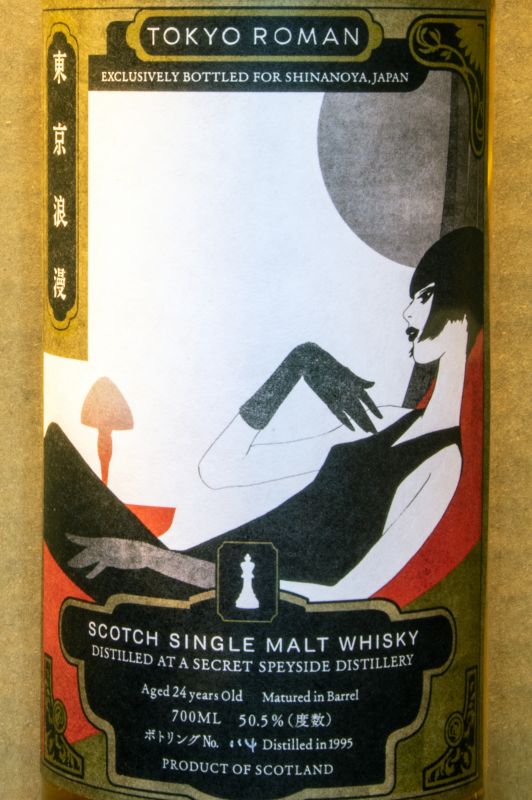 TOKYO ROMAN
EXCLUSIVELY BOTTLED FOR SHINANOYA, JAPAN
東京浪漫
SCOTCH SINGLE MALT WHISKY
DISTILLED AT A SECRET SPEYSIDE DISTILLERY
Aged 24 years Old Matured in Barrel
700ML 50.5%(度数)
ボトリング No. Distilled in 1995
PRODUCT OF SCOTLAND